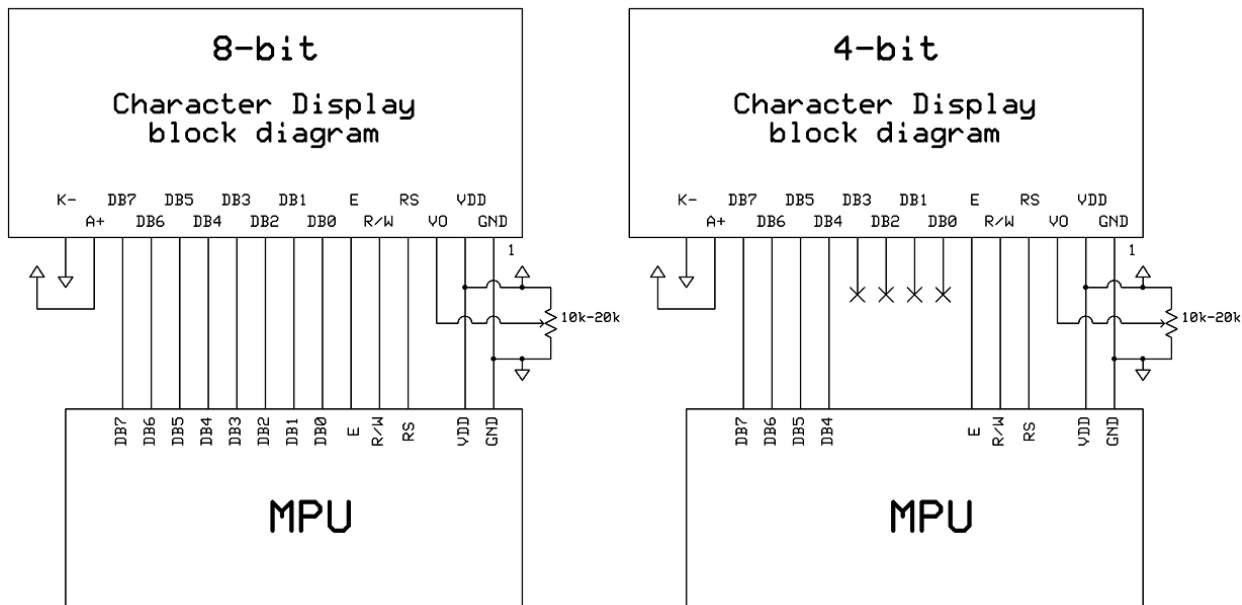 8-bit
Character Display
block diagram
K- DB7 DB5 DB3 DB1 E RS VDD
A+ DB6 DB4 DB2 DB0 R/W VO GND
1
10k-20k
DB7 DB6 DB5 DB4 DB3 DB2 DB1 DB0 E R/W RS VDD GND
MPU
4-bit
Character Display
block diagram
K- DB7 DB5 DB3 DB1 E RS VDD
A+ DB6 DB4 DB2 DB0 R/W VO GND
1
10k-20k
DB7 DB6 DB5 DB4 E R/W RS VDD GND
MPU